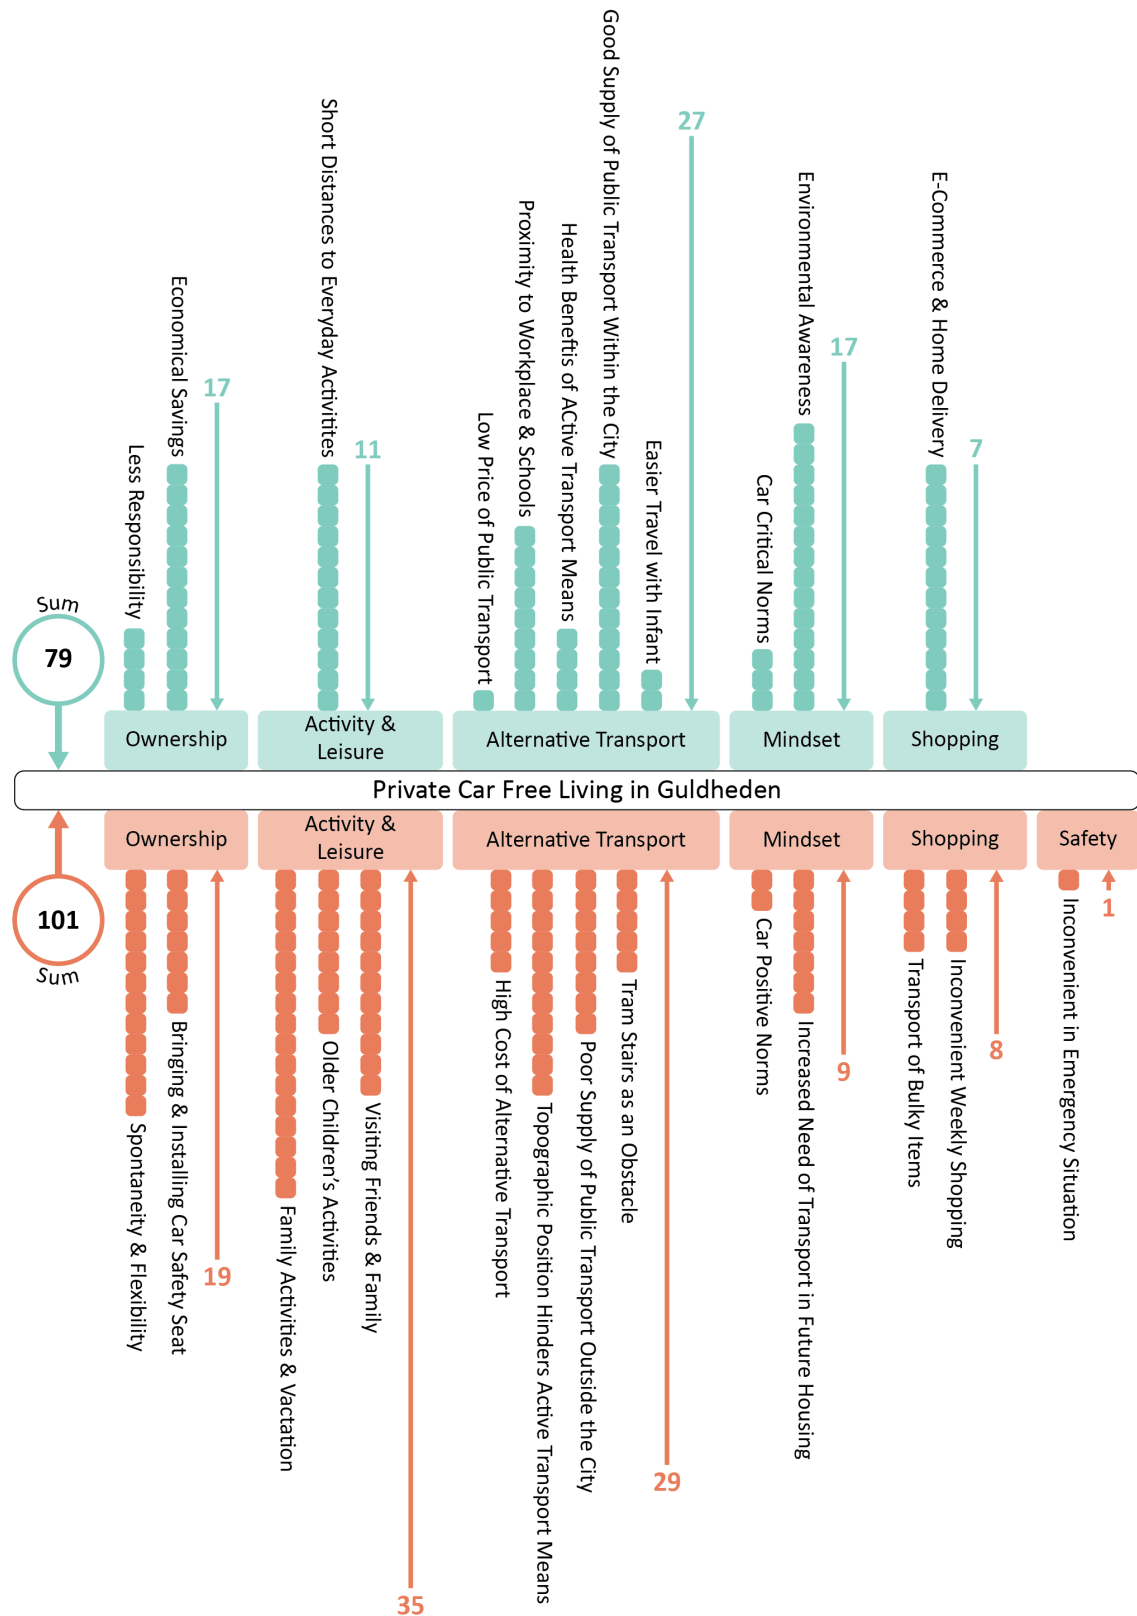 Less Responsibility
Economical Savings
17
Short Distances to Everyday Activitites
11
Low Price of Public Transport
Proximity to Workplace & Schools
Health Beneftis of ACtive Transport Means
Good Supply of Public Transport Within the City
Easier Travel with Infant
27
Car Critical Norms
Environmental Awareness
17
E-Commerce & Home Delivery
7
Sum
79
Ownership
Activity &
Leisure
Alternative Transport
Mindset
Shopping
Private Car Free Living in Guldheden
Ownership
Activity &
Leisure
Alternative Transport
Mindset
Shopping
Safety
101
Sum
Spontaneity & Flexibility
Bringing & Installing Car Safety Seat
19
Family Activities & Vactation
Older Children's Activities
Visiting Friends & Family
35
High Cost of Alternative Transport
Topographic Position Hinders Active Transport Means
Poor Supply of Public Transport Outside the City
Tram Stairs as an Obstacle
29
Car Positive Norms
Increased Need of Transport in Future Housing
9
Transport of Bulky Items
Inconvenient Weekly Shopping
8
Inconvenient in Emergency Situation
1